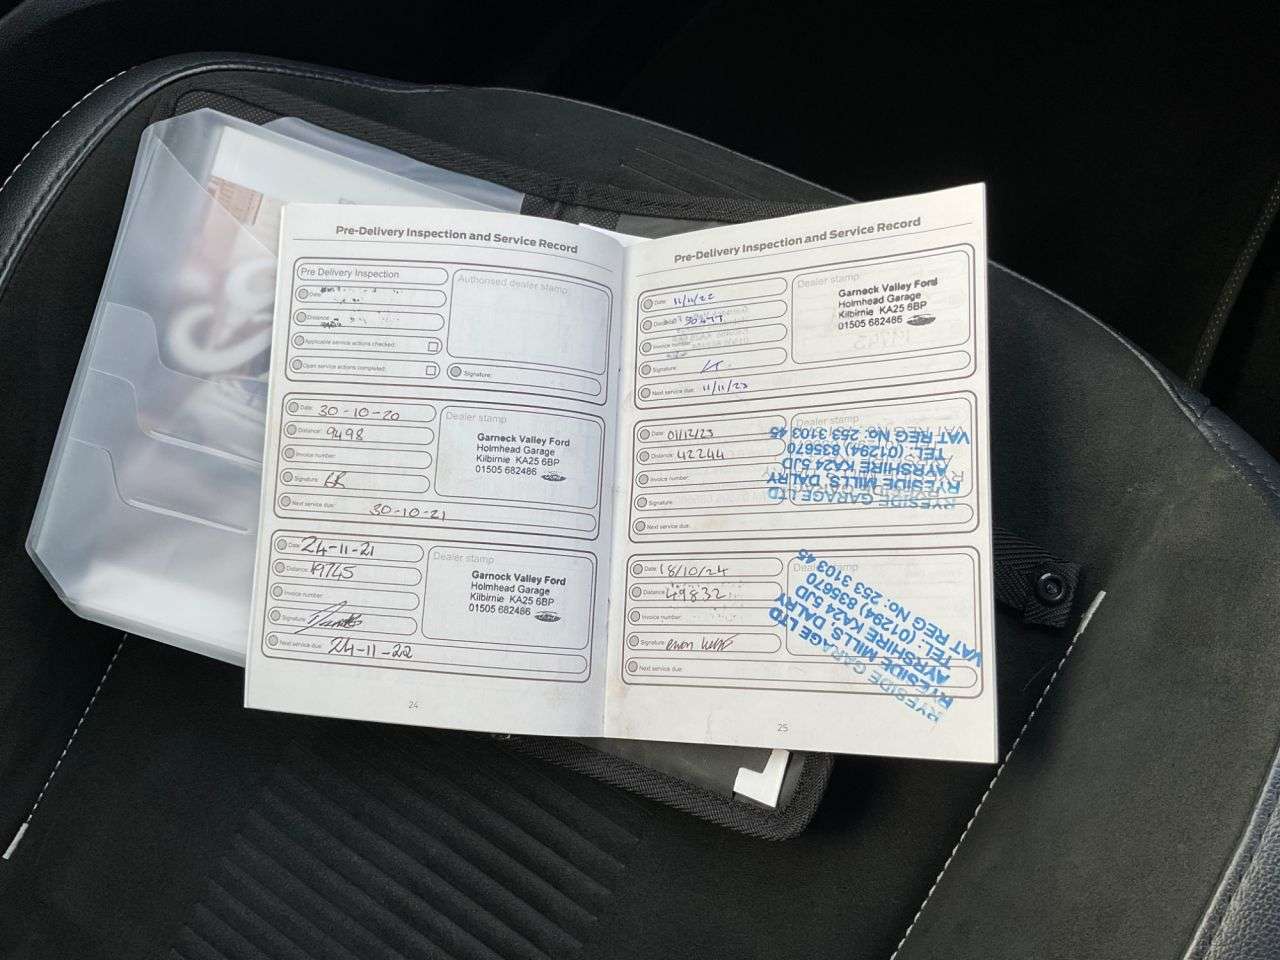 Pre-Delivery Inspection and Service Record
Pre Delivery Inspection
Date:
Distance:
Applicable service actions checked:
Open service actions completed:
Authorised dealer stamp
Signature:
Date: 30-10-20
Distance: 9498
Invoice number:
Signature:
Next service due: 30-10-21
Dealer stamp
Garnock Valley Ford
Holmhead Garage
Kilbirnie KA25 6BP
01505 682486
Date: 24-11-21
Distance: 19745
Invoice number:
Signature:
Next service due: 24-11-22
Dealer stamp
Garnock Valley Ford
Holmhead Garage
Kilbirnie KA25 6BP
01505 682486
24
Pre-Delivery Inspection and Service Record
Date: 11/11/22
Distance: 30477
Invoice number:
Signature:
Next service due: 11/11/23
Dealer stamp
Garnock Valley Ford
Holmhead Garage
Kilbirnie KA25 6BP
01505 682486
Date: 01/12/23
Distance: 42244
Invoice number:
Signature:
Next service due:
Dealer stamp
RYESIDE GARAGE LTD
RYESIDE MILLS, DALRY
AYRSHIRE KA24 5JD
TEL: (01294) 835670
VAT REG No: 253 3103 45
Date: 18/10/24
Distance: 49832
Invoice number:
Signature:
Next service due:
RYESIDE GARAGE LTD
RYESIDE MILLS, DALRY
AYRSHIRE KA24 5JD
TEL: (01294) 835670
VAT REG No: 253 3103 45
25